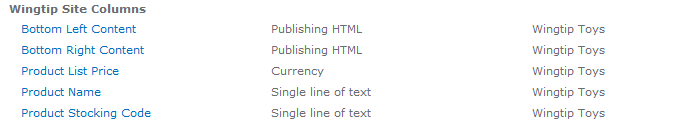 Wingtip Site Columns
Bottom Left Content Publishing HTML Wingtip Toys
Bottom Right Content Publishing HTML Wingtip Toys
Product List Price Currency Wingtip Toys
Product Name Single line of text Wingtip Toys
Product Stocking Code Single line of text Wingtip Toys